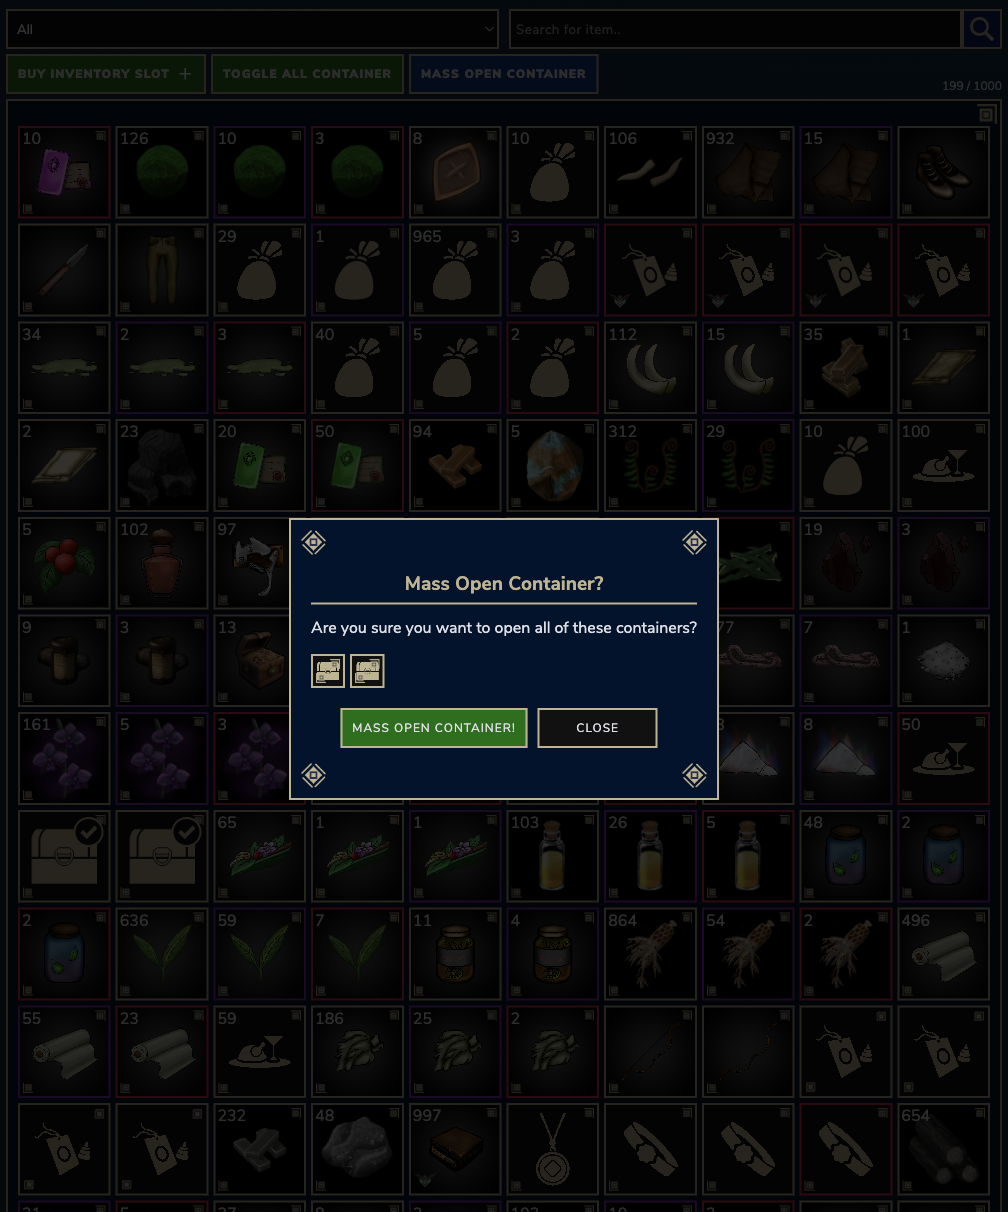 All
Search for item..
BUY INVENTORY SLOT +
TOGGLE ALL CONTAINER
MASS OPEN CONTAINER
199 / 1000
10 126 10 3 8 10 106 932 15
29 1 965 3
34 2 3 40 5 2 112 15 35 1
2 23 20 50 94 5 312 29 10 100
5 102 97 19 3
Mass Open Container?
Are you sure you want to open all of these containers?
9 3 13 7 1
MASS OPEN CONTAINER!
CLOSE
161 5 3 50
65 1 1 103 26 5 48 2
2 636 59 7 11 4 864 54 2 496
55 23 59 186 25 2
232 48 997 654